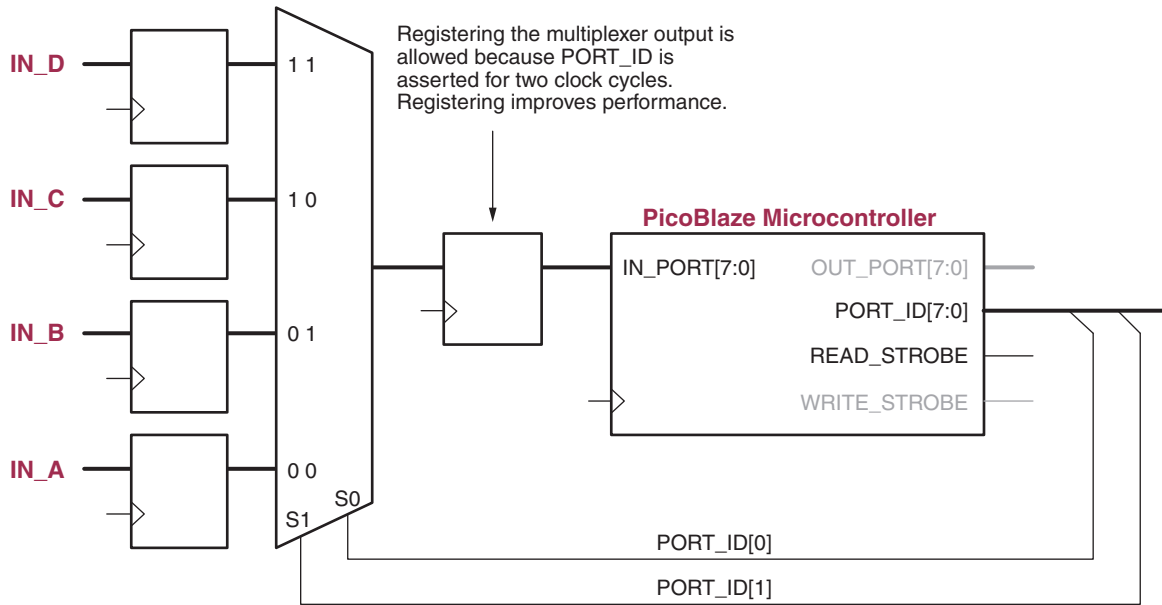 Registering the multiplexer output is
allowed because PORT_ID is
asserted for two clock cycles.
Registering improves performance.
IN_D
1 1
IN_C
1 0
PicoBlaze Microcontroller
IN_PORT[7:0]
OUT_PORT[7:0]
PORT_ID[7:0]
IN_B
0 1
READ_STROBE
WRITE_STROBE
IN_A
0 0
S0
S1
PORT_ID[0]
PORT_ID[1]